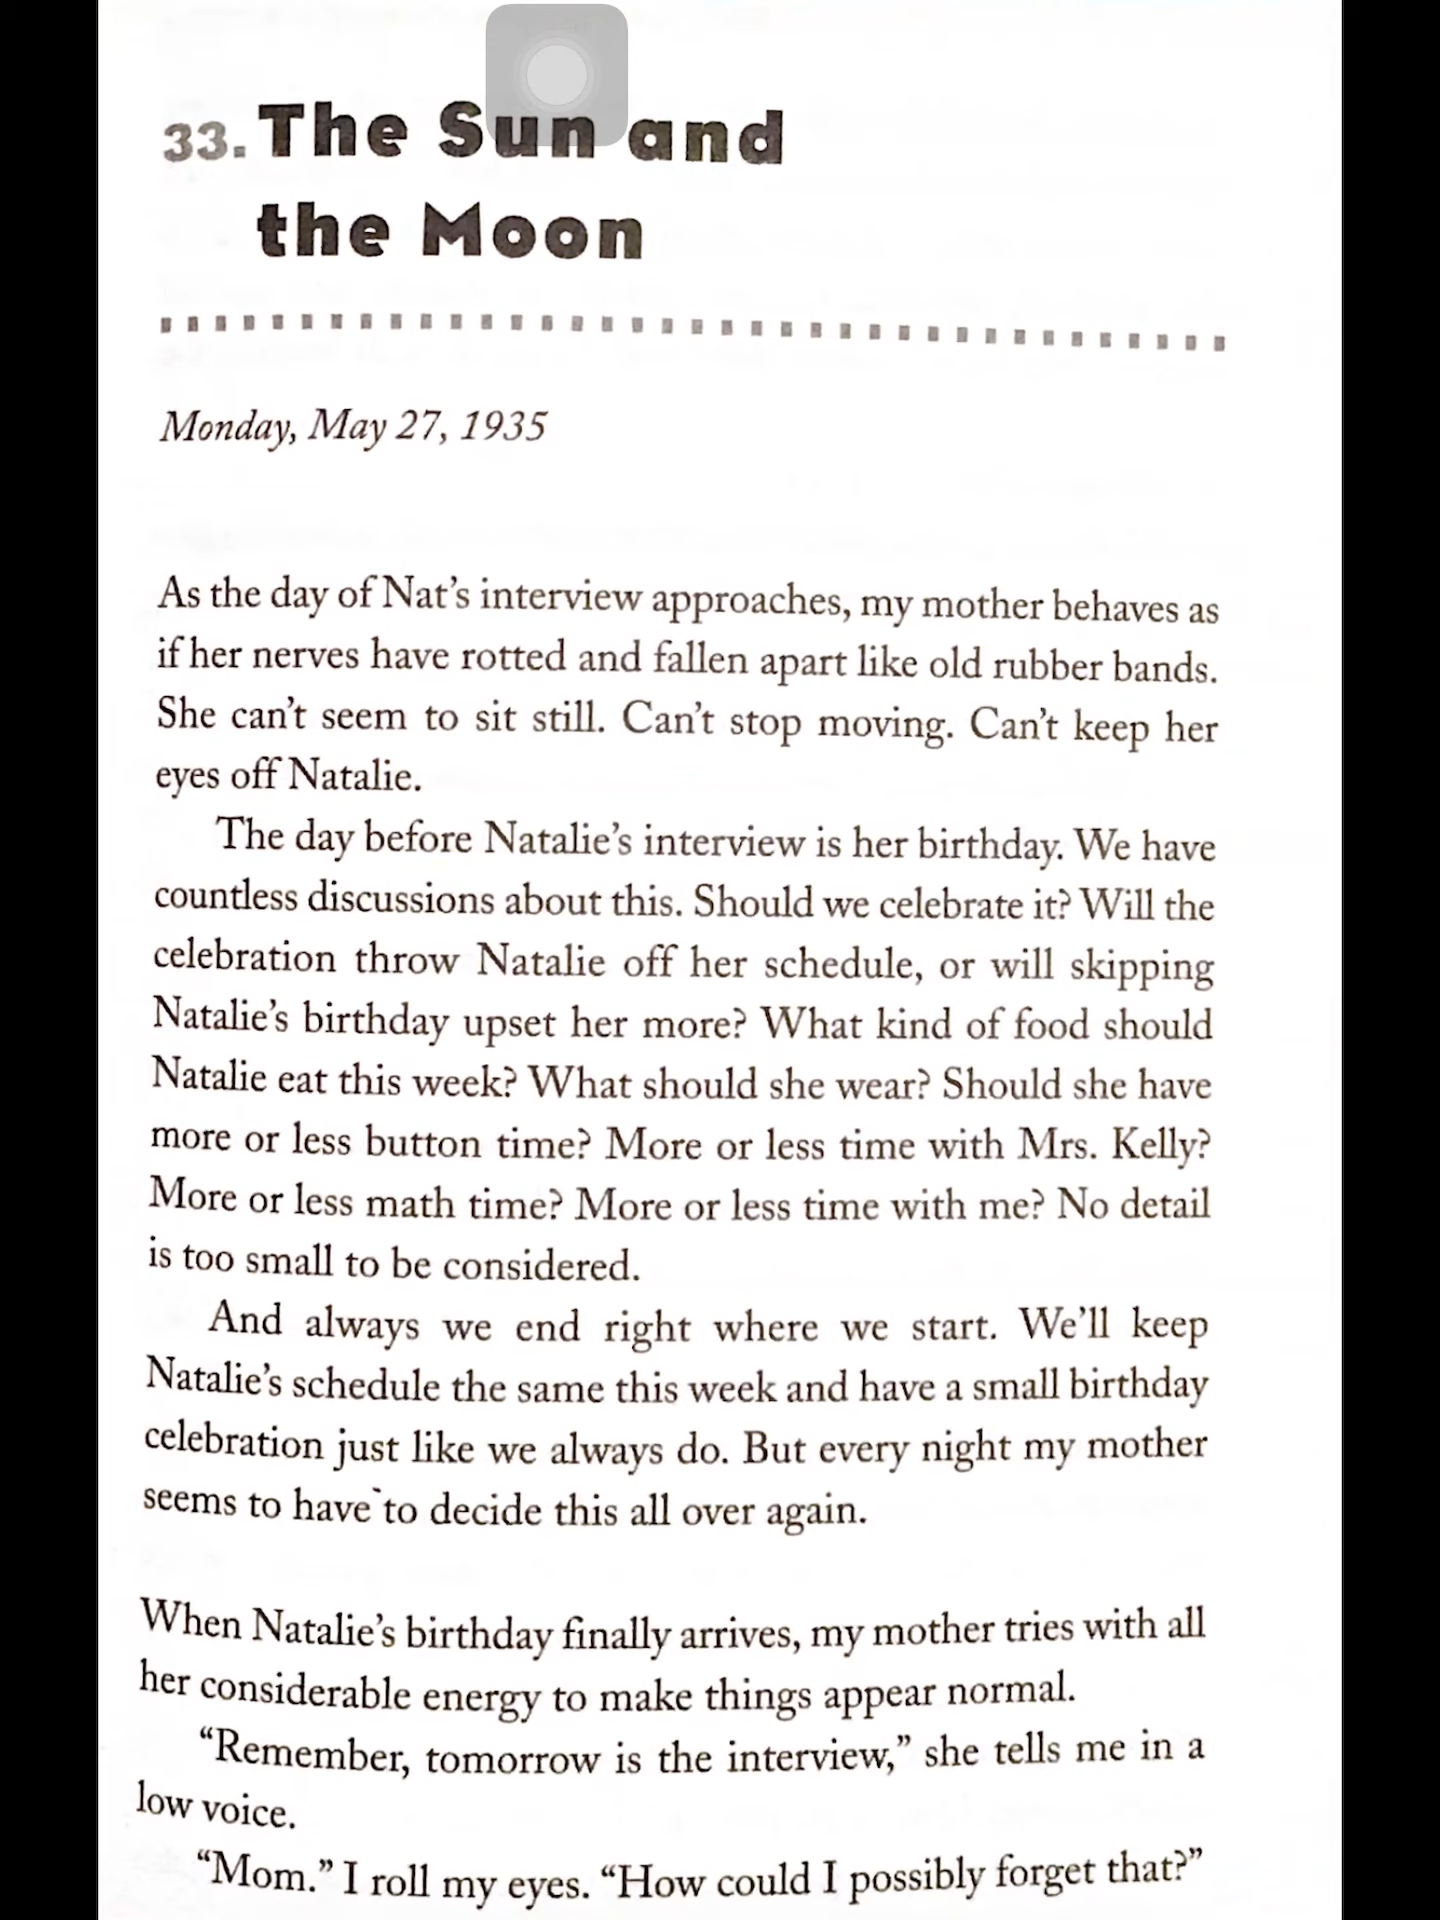 33. The Sun and
the Moon
Monday, May 27, 1935
As the day of Nat’s interview approaches, my mother behaves as
if her nerves have rotted and fallen apart like old rubber bands.
She can’t seem to sit still. Can’t stop moving. Can’t keep her
eyes off Natalie.
The day before Natalie’s interview is her birthday. We have
countless discussions about this. Should we celebrate it? Will the
celebration throw Natalie off her schedule, or will skipping
Natalie’s birthday upset her more? What kind of food should
Natalie eat this week? What should she wear? Should she have
more or less button time? More or less time with Mrs. Kelly?
More or less math time? More or less time with me? No detail
is too small to be considered.
And always we end right where we start. We’ll keep
Natalie’s schedule the same this week and have a small birthday
celebration just like we always do. But every night my mother
seems to have to decide this all over again.
When Natalie’s birthday finally arrives, my mother tries with all
her considerable energy to make things appear normal.
“Remember, tomorrow is the interview,” she tells me in a
low voice.
“Mom.” I roll my eyes. “How could I possibly forget that?”